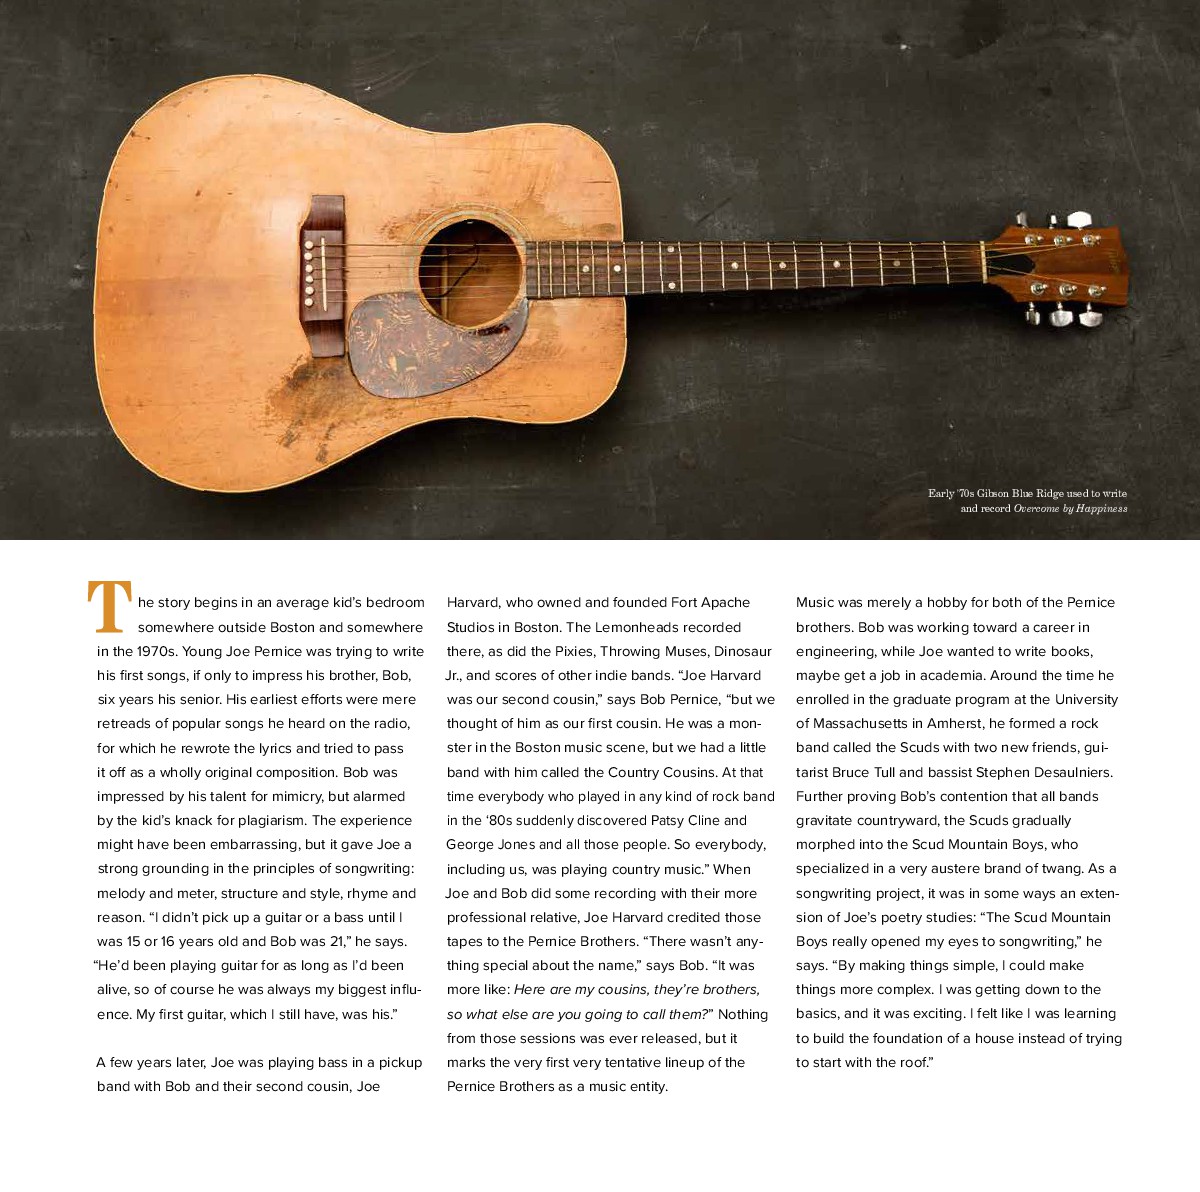 Early '70s Gibson Blue Ridge used to write
and record Overcome by Happiness
The story begins in an average kid's bedroom
somewhere outside Boston and somewhere
in the 1970s. Young Joe Pernice was trying to write
his first songs, if only to impress his brother, Bob,
six years his senior. His earliest efforts were mere
retreads of popular songs he heard on the radio,
for which he rewrote the lyrics and tried to pass
it off as a wholly original composition. Bob was
impressed by his talent for mimicry, but alarmed
by the kid's knack for plagiarism. The experience
might have been embarrassing, but it gave Joe a
strong grounding in the principles of songwriting:
melody and meter, structure and style, rhyme and
reason. “I didn't pick up a guitar or a bass until I
was 15 or 16 years old and Bob was 21,” he says.
“He'd been playing guitar for as long as I'd been
alive, so of course he was always my biggest influ-
ence. My first guitar, which I still have, was his.”
A few years later, Joe was playing bass in a pickup
band with Bob and their second cousin, Joe
Harvard, who owned and founded Fort Apache
Studios in Boston. The Lemonheads recorded
there, as did the Pixies, Throwing Muses, Dinosaur
Jr., and scores of other indie bands. “Joe Harvard
was our second cousin,” says Bob Pernice, “but we
thought of him as our first cousin. He was a mon-
ster in the Boston music scene, but we had a little
band with him called the Country Cousins. At that
time everybody who played in any kind of rock band
in the ‘80s suddenly discovered Patsy Cline and
George Jones and all those people. So everybody,
including us, was playing country music.” When
Joe and Bob did some recording with their more
professional relative, Joe Harvard credited those
tapes to the Pernice Brothers. “There wasn't any-
thing special about the name,” says Bob. “It was
more like: Here are my cousins, they're brothers,
so what else are you going to call them?” Nothing
from those sessions was ever released, but it
marks the very first very tentative lineup of the
Pernice Brothers as a music entity.
Music was merely a hobby for both of the Pernice
brothers. Bob was working toward a career in
engineering, while Joe wanted to write books,
maybe get a job in academia. Around the time he
enrolled in the graduate program at the University
of Massachusetts in Amherst, he formed a rock
band called the Scuds with two new friends, gui-
tarist Bruce Tull and bassist Stephen Desaulniers.
Further proving Bob's contention that all bands
gravitate countryward, the Scuds gradually
morphed into the Scud Mountain Boys, who
specialized in a very austere brand of twang. As a
songwriting project, it was in some ways an exten-
sion of Joe's poetry studies: “The Scud Mountain
Boys really opened my eyes to songwriting,” he
says. “By making things simple, I could make
things more complex. I was getting down to the
basics, and it was exciting. I felt like I was learning
to build the foundation of a house instead of trying
to start with the roof.”